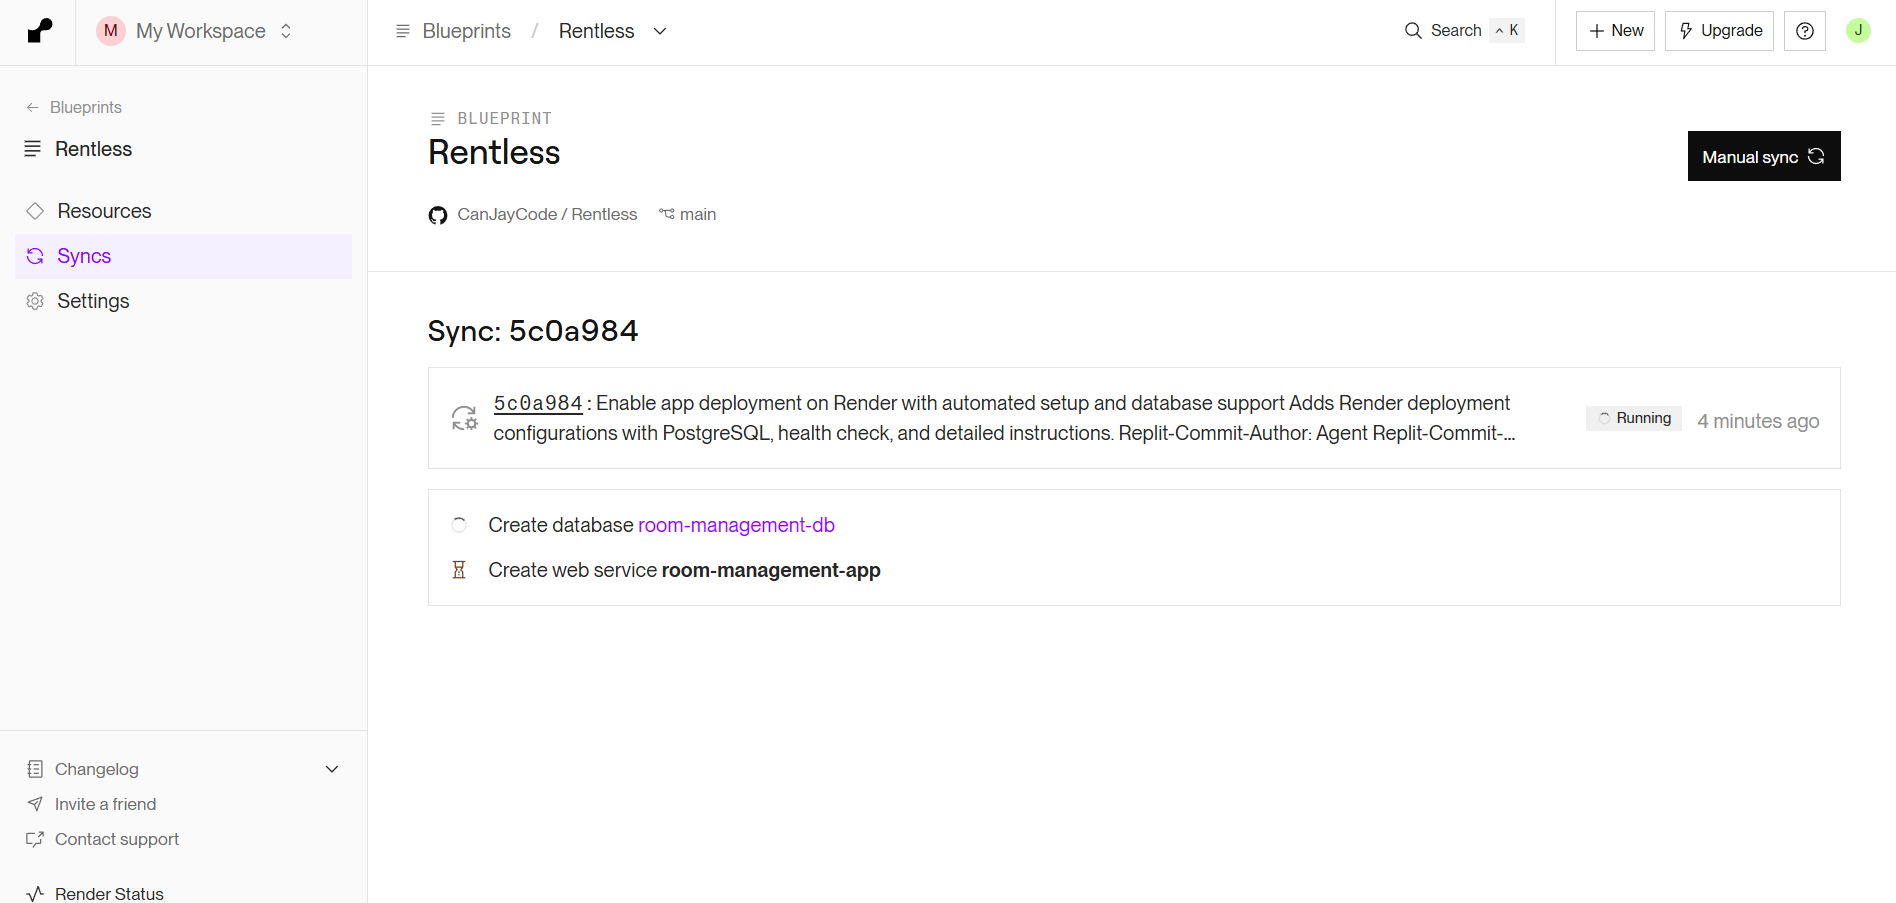 M My Workspace
Blueprints / Rentless
Search ^ K
New
Upgrade
J
Blueprints
Rentless
Resources
Syncs
Settings
BLUEPRINT
Rentless
Manual sync
CanJayCode / Rentless main
Sync: 5c0a984
5c0a984: Enable app deployment on Render with automated setup and database support Adds Render deployment
configurations with PostgreSQL, health check, and detailed instructions. Replit-Commit-Author: Agent Replit-Commit-...
Running 4 minutes ago
Create database room-management-db
Create web service room-management-app
Changelog
Invite a friend
Contact support
Render Status